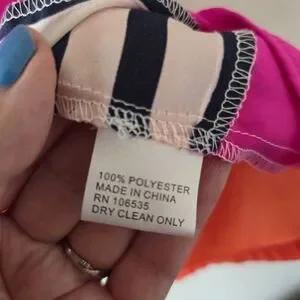 100% POLYESTER
MADE IN CHINA
RN 106535
DRY CLEAN ONLY